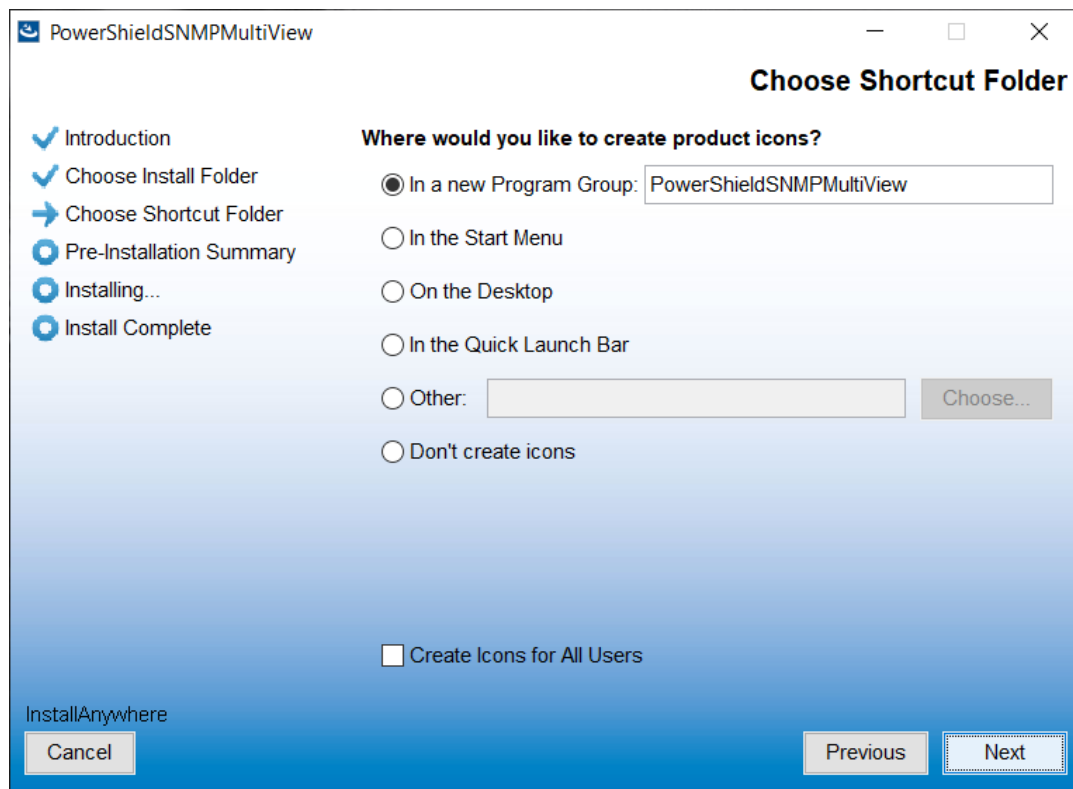 PowerShieldSNMPMultiView
Choose Shortcut Folder
Introduction
Choose Install Folder
Choose Shortcut Folder
Pre-Installation Summary
Installing...
Install Complete
Where would you like to create product icons?
In a new Program Group: PowerShieldSNMPMultiView
In the Start Menu
On the Desktop
In the Quick Launch Bar
Other: Choose...
Don't create icons
Create Icons for All Users
InstallAnywhere
Cancel Previous Next